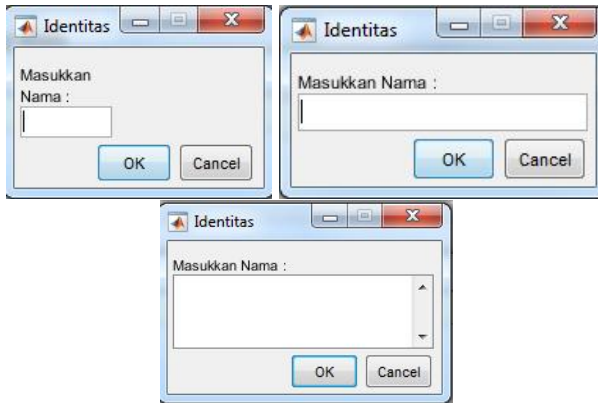 Identitas
Masukkan
Nama :
OK Cancel
Identitas
Masukkan Nama :
OK Cancel
Identitas
Masukkan Nama :
OK Cancel